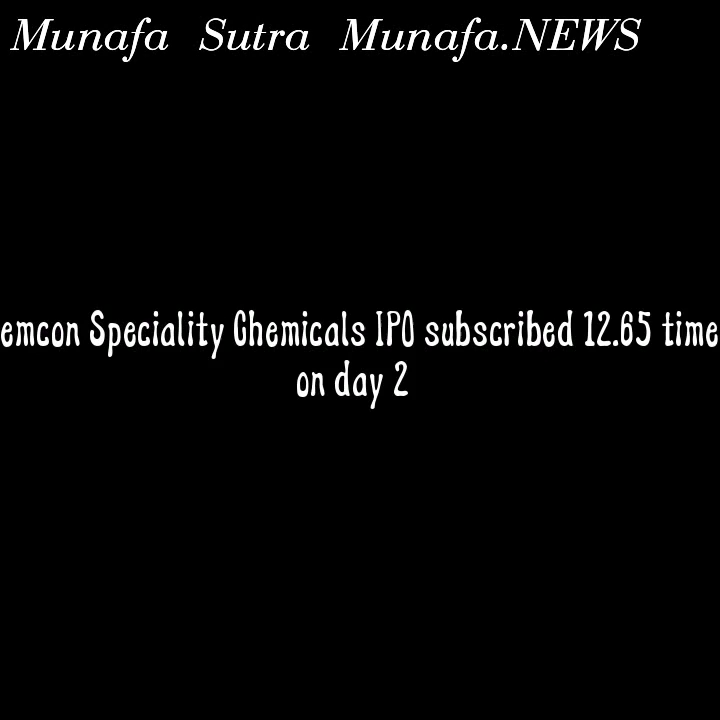 Munafa Sutra Munafa.NEWS
emcon Speciality Chemicals IPO subscribed 12.65 time
on day 2